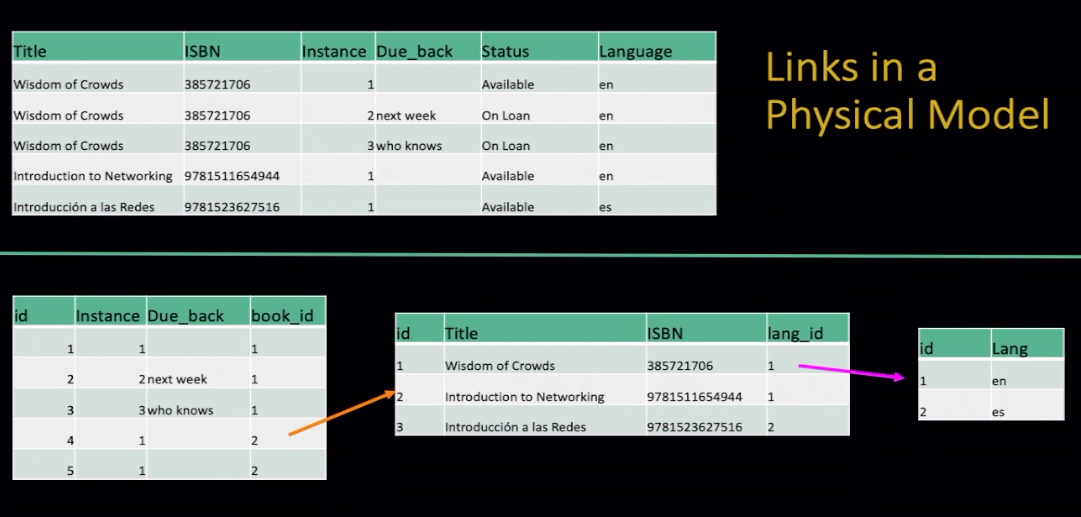 Title ISBN Instance Due_back Status Language
Wisdom of Crowds 385721706 1 Available en
Wisdom of Crowds 385721706 2 next week On Loan en
Wisdom of Crowds 385721706 3 who knows On Loan en
Introduction to Networking 9781511654944 1 Available en
Introducción a las Redes 9781523627516 1 Available es
Links in a
Physical Model
id Instance Due_back book_id
1 1 1
2 2 next week 1
3 3 who knows 1
4 1 2
5 1 2
id Title ISBN lang_id
1 Wisdom of Crowds 385721706 1
2 Introduction to Networking 9781511654944 1
3 Introducción a las Redes 9781523627516 2
id Lang
1 en
2 es